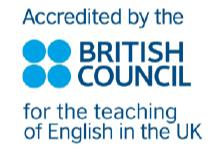 Accredited by the
BRITISH
COUNCIL
for the teaching
of English in the UK